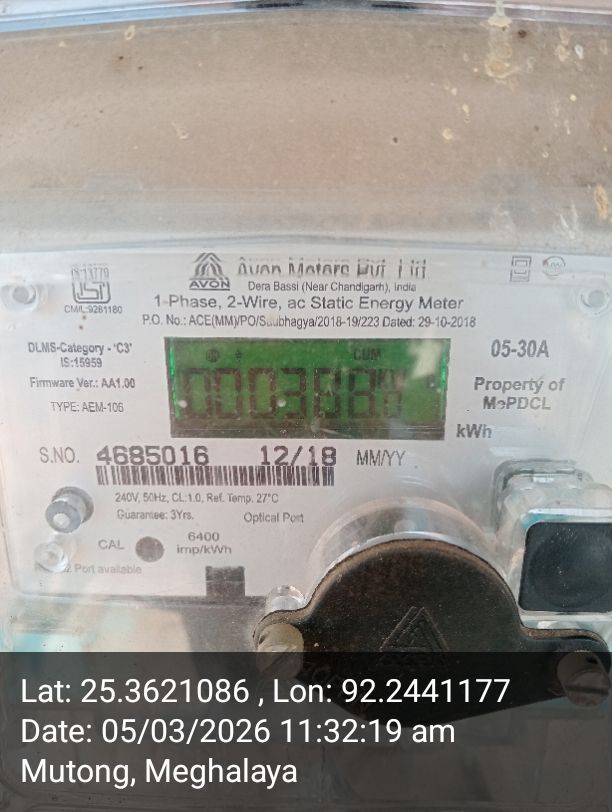 IS:13779
ISI
CM/L:9281180
AVON
Avon Meters Pvt. Ltd.
Dera Bassi (Near Chandigarh), India
1-Phase, 2-Wire, ac Static Energy Meter
P.O. No.: ACE(MM)/PO/Saubhagya/2018-19/223 Dated: 29-10-2018
DLMS-Category - 'C3'
IS:15959
Firmware Ver.: AA1.00
TYPE: AEM-106
CUM
05-30A
Property of
MePDCL
kWh
S.NO. 4685016 12/18 MM/YY
240V, 50Hz, CL:1.0, Ref. Temp. 27°C
Guarantee: 3Yrs. Optical Port
CAL 6400
imp/kWh
Port available
AVON
Lat: 25.3621086 , Lon: 92.2441177
Date: 05/03/2026 11:32:19 am
Mutong, Meghalaya